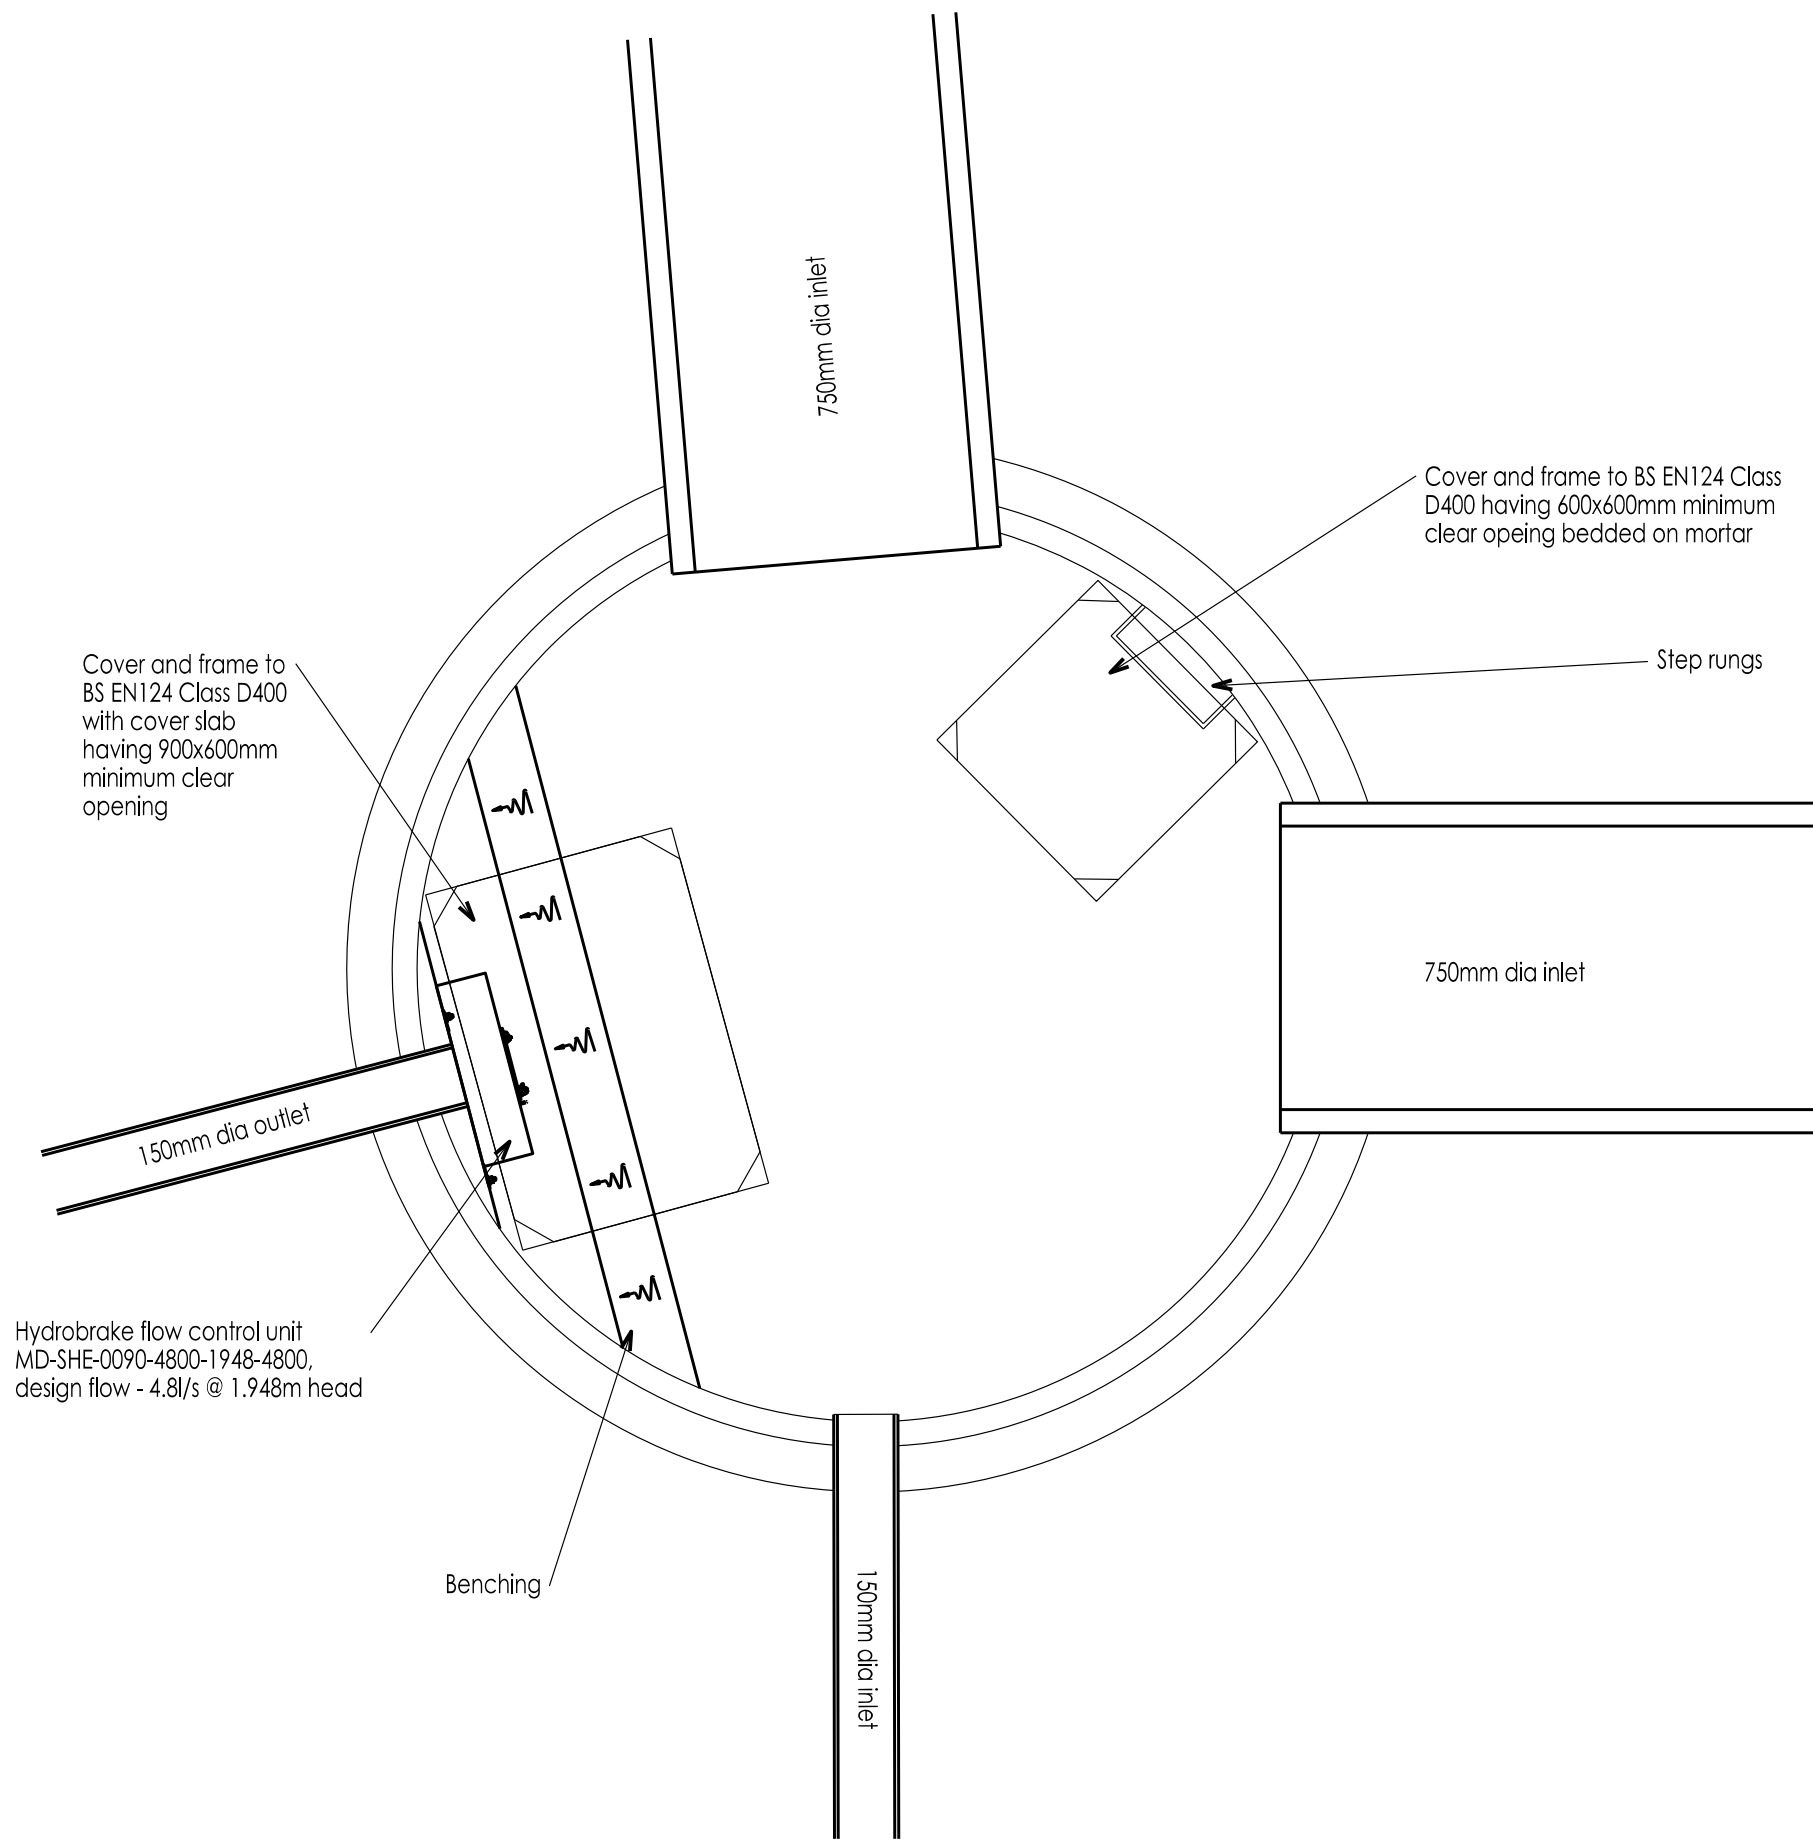 750mm dia inlet
Cover and frame to BS EN124 Class
D400 having 600x600mm minimum
clear opeing bedded on mortar
Step rungs
Cover and frame to
BS EN124 Class D400
with cover slab
having 900x600mm
minimum clear
opening
750mm dia inlet
150mm dia outlet
Hydrobrake flow control unit
MD-SHE-0090-4800-1948-4800,
design flow - 4.8l/s @ 1.948m head
Benching
150mm dia inlet